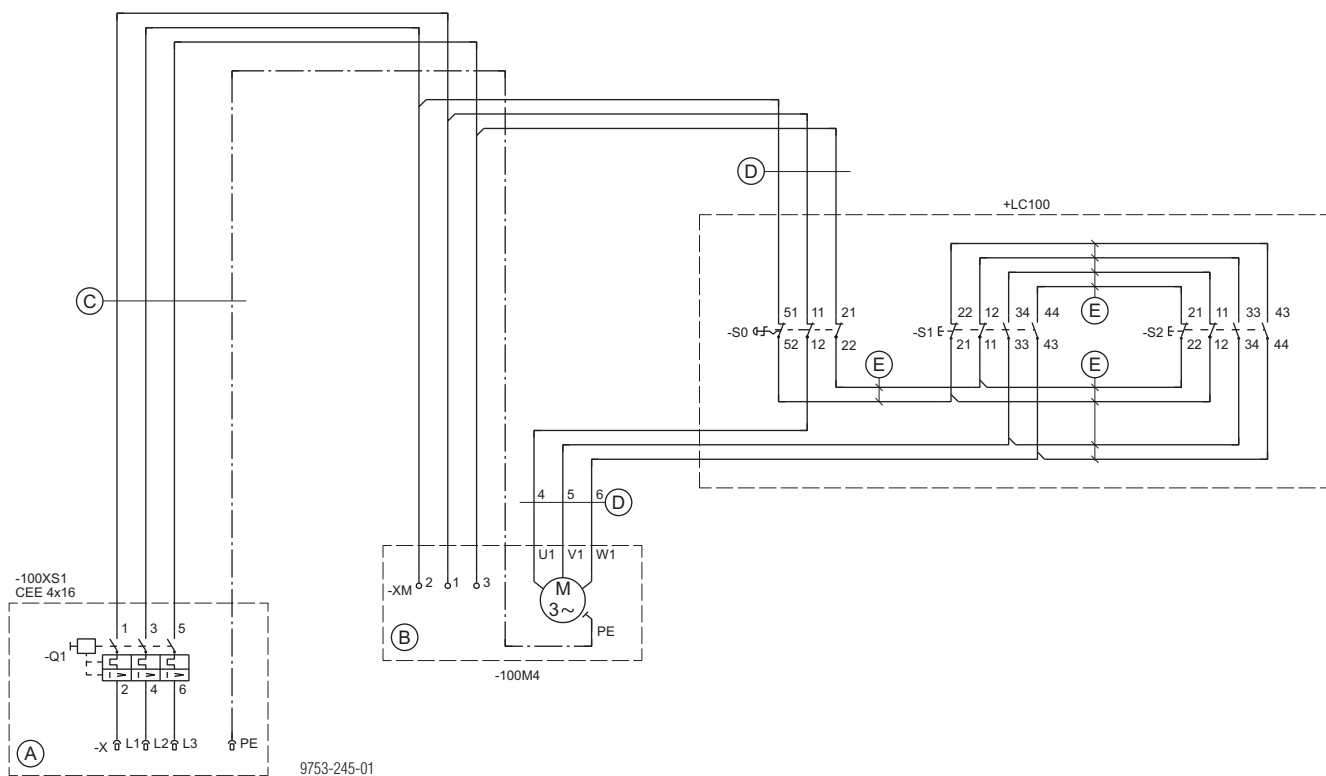 D
+LC100
C
51 11 21
22 12 34 44
21 11 33 43
-S0
-S1
-S2
E
52 12 22
21 11 33 43
22 12 34 44
E
E
4 5 6
D
U1 V1 W1
-100XS1
CEE 4x16
-XM 2 1 3
M
3~
PE
B
1 3 5
-Q1
-100M4
2 4 6
-X L1 L2 L3 PE
A
9753-245-01